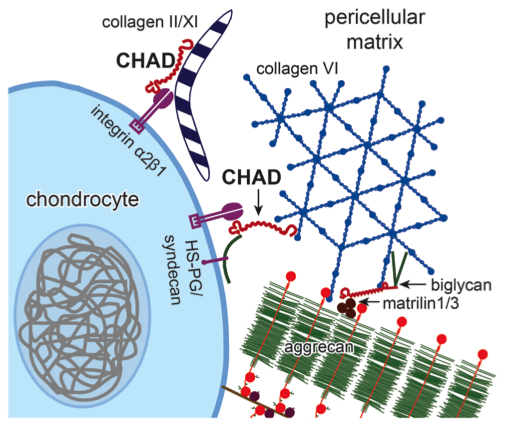 collagen II/XI
CHAD
pericellular
matrix
collagen VI
integrin α2β1
CHAD
chondrocyte
HS-PG/
syndecan
biglycan
matrilin1/3
aggrecan